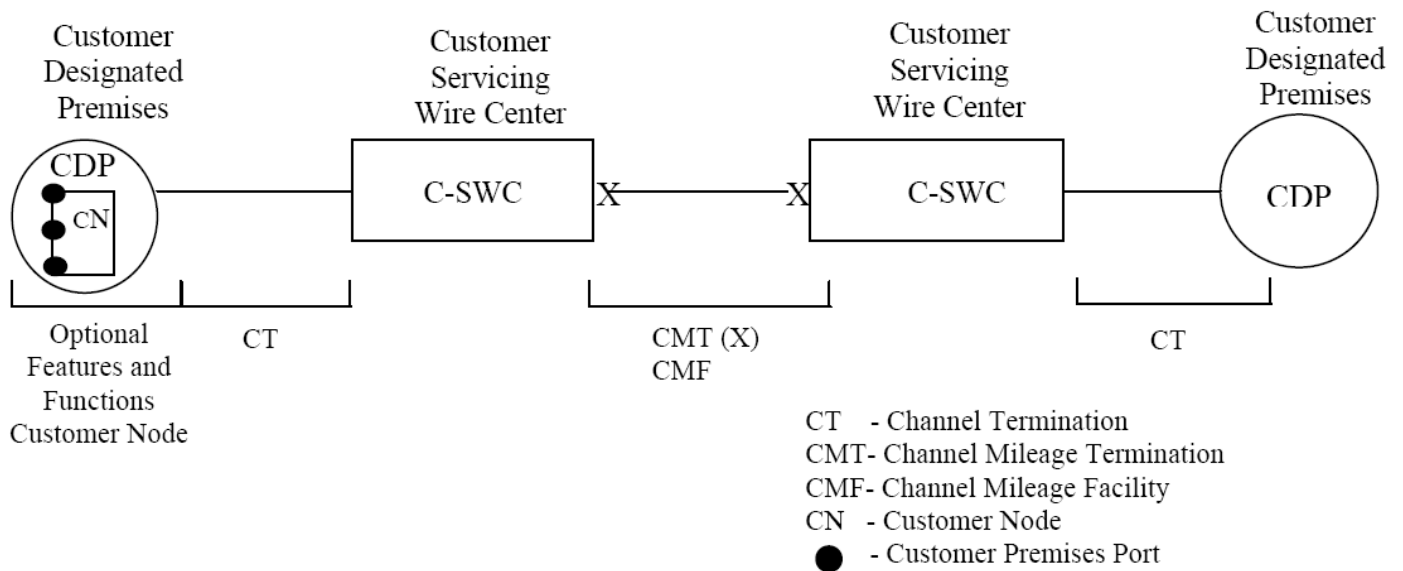 Customer
Designated
Premises
Customer
Servicing
Wire Center
Customer
Servicing
Wire Center
Customer
Designated
Premises
CDP
CN
C-SWC
X
X
C-SWC
CDP
Optional
Features and
Functions
Customer Node
CT
CMT (X)
CMF
CT
CT - Channel Termination
CMT- Channel Mileage Termination
CMF- Channel Mileage Facility
CN - Customer Node
- Customer Premises Port